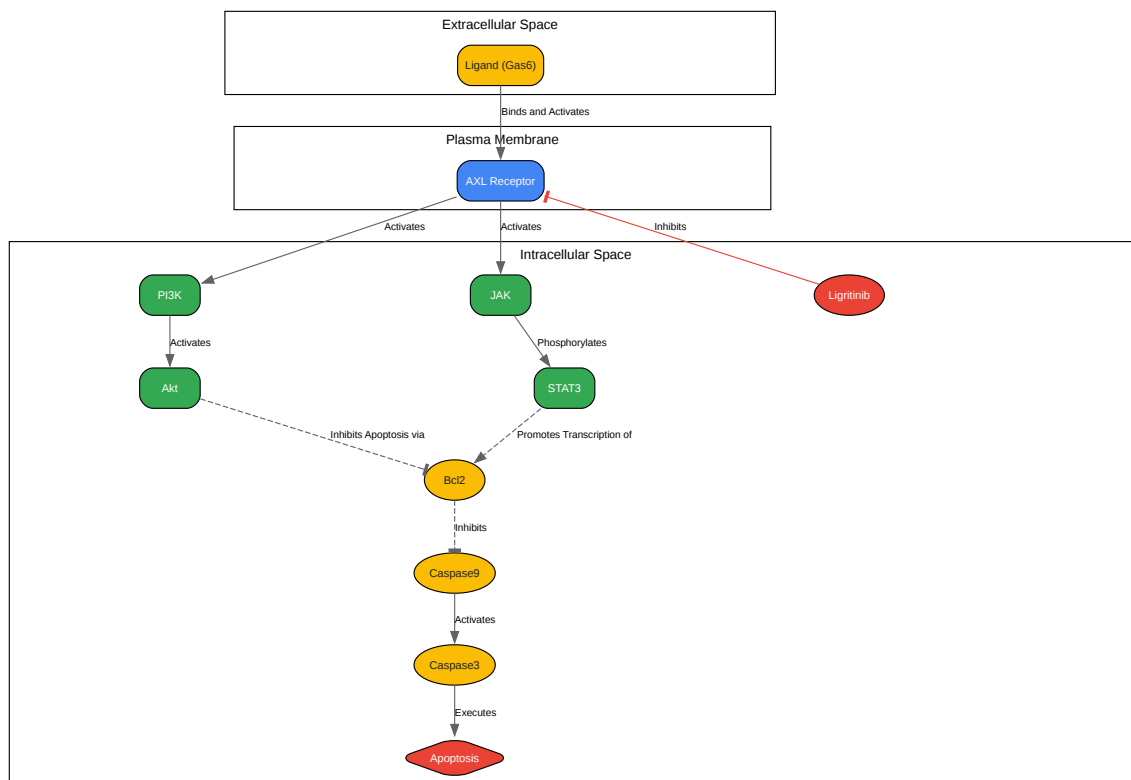 Extracellular Space
Ligand (Gas6)
Binds and Activates
Plasma Membrane
AXL Receptor
Activates
Activates
Inhibits
Intracellular Space
PI3K
JAK
Ligritinib
Activates
Phosphorylates
Akt
STAT3
Inhibits Apoptosis via
Promotes Transcription of
Bcl2
Inhibits
Caspase9
Activates
Caspase3
Executes
Apoptosis